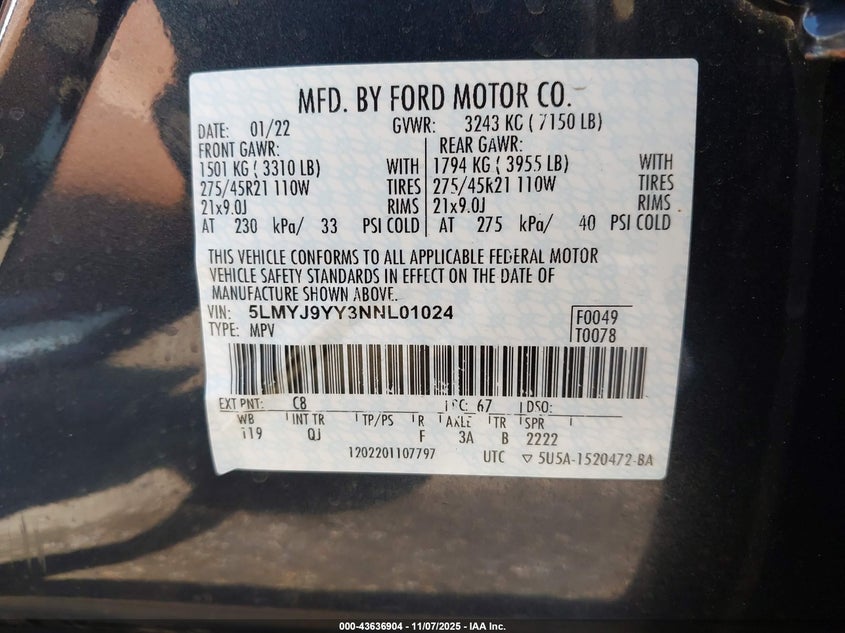 MFD. BY FORD MOTOR CO.
DATE: 01/22 GVWR: 3243 KG ( 7150 LB)
FRONT GAWR: REAR GAWR:
1501 KG ( 3310 LB) WITH 1794 KG ( 3955 LB) WITH
275/45R21 110W TIRES 275/45R21 110W TIRES
21x9.0J RIMS 21x9.0J RIMS
AT 230 kPa/ 33 PSI COLD AT 275 kPa/ 40 PSI COLD
THIS VEHICLE CONFORMS TO ALL APPLICABLE FEDERAL MOTOR
VEHICLE SAFETY STANDARDS IN EFFECT ON THE DATE OF
MANUFACTURE SHOWN ABOVE.
VIN: 5LMYJ9YY3NNL01024 F0049
TYPE: MPV T0078
EXT PNT: C8 RC: 67 DSO:
WB INT TR TP/PS R AXLE TR SPR
119 QJ F 3A B 2222
1202201107797 UTC ▽ 5U5A-1520472-BA
000-43636904 — 11/07/2025 — IAA Inc.